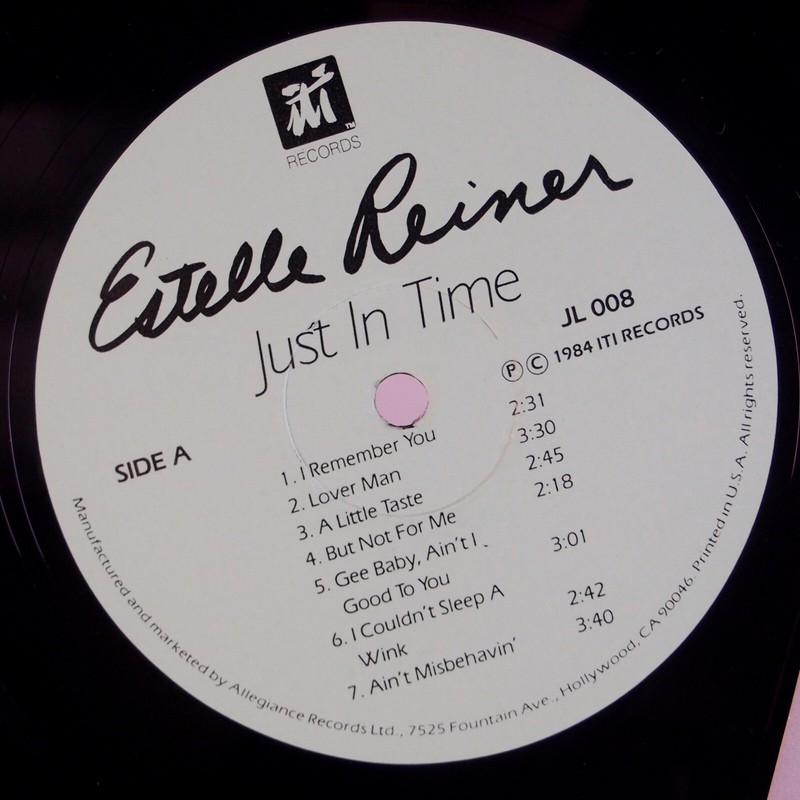 iti
TM
RECORDS
Estelle Reiner
Just In Time
JL 008
Ⓟ © 1984 ITI RECORDS
SIDE A
1. I Remember You 2:31
2. Lover Man 3:30
3. A Little Taste 2:45
4. But Not For Me 2:18
5. Gee Baby, Ain't I
Good To You 3:01
6. I Couldn't Sleep A
Wink 2:42
7. Ain't Misbehavin' 3:40
Manufactured and marketed by Allegiance Records Ltd., 7525 Fountain Ave., Hollywood, CA 90046. Printed in U.S.A. All rights reserved.